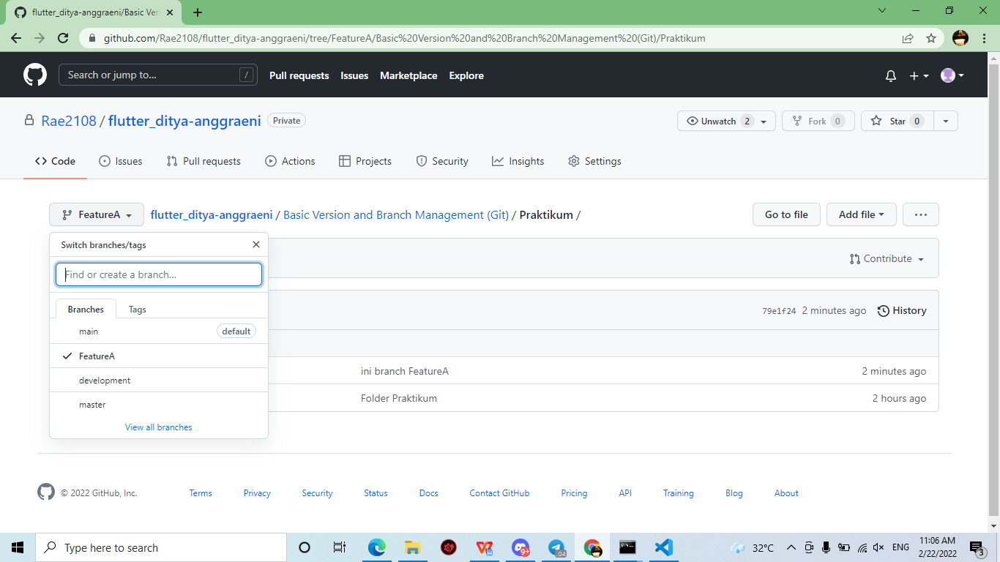 flutter_ditya-anggraeni/Basic Ver
github.com/Rae2108/flutter_ditya-anggraeni/tree/FeatureA/Basic%20Version%20and%20Branch%20Management%20(Git)/Praktikum
Search or jump to... / Pull requests Issues Marketplace Explore
Rae2108 / flutter_ditya-anggraeni Private Unwatch 2 Fork 0 Star 0
Code Issues Pull requests Actions Projects Security Insights Settings
FeatureA flutter_ditya-anggraeni / Basic Version and Branch Management (Git) / Praktikum / Go to file Add file ...
Switch branches/tags
Contribute
Find or create a branch...
Branches Tags
79e1f24 2 minutes ago History
main default
FeatureA
ini branch FeatureA 2 minutes ago
development
Folder Praktikum 2 hours ago
master
View all branches
© 2022 GitHub, Inc. Terms Privacy Security Status Docs Contact GitHub Pricing API Training Blog About
Type here to search 9+ .04 32°C ENG 11:06 AM
2/22/2022 3